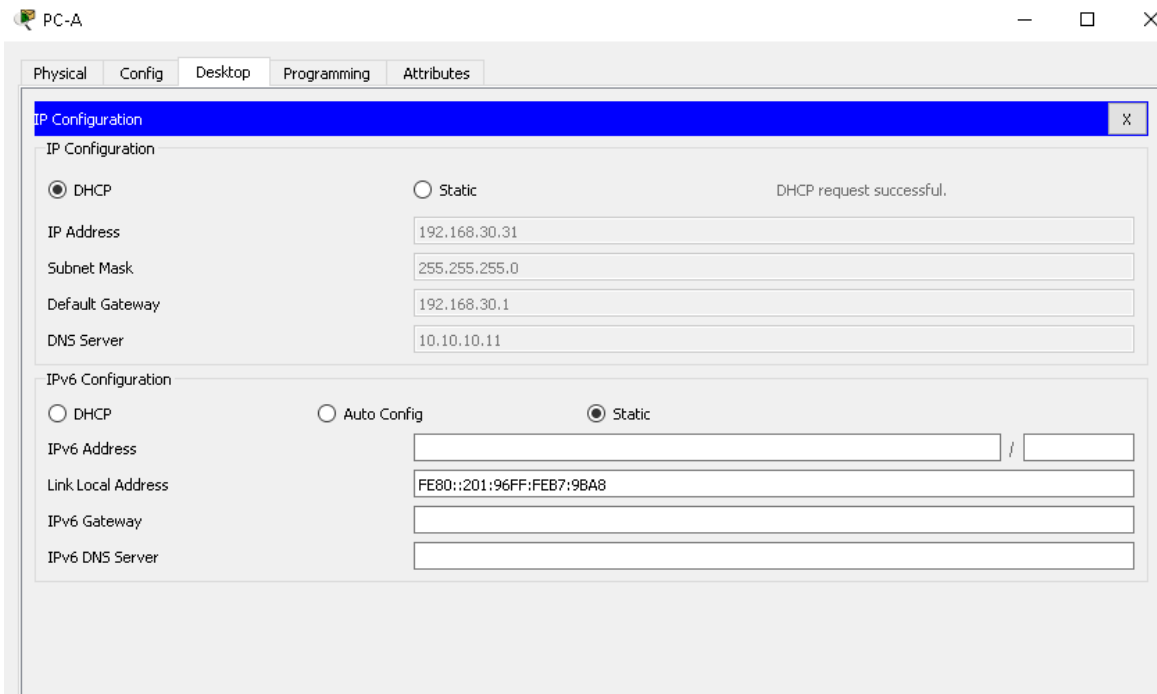 PC-A
Physical Config Desktop Programming Attributes
IP Configuration X
IP Configuration
DHCP Static DHCP request successful.
IP Address 192.168.30.31
Subnet Mask 255.255.255.0
Default Gateway 192.168.30.1
DNS Server 10.10.10.11
IPv6 Configuration
DHCP Auto Config Static
IPv6 Address /
Link Local Address FE80::201:96FF:FEB7:9BA8
IPv6 Gateway
IPv6 DNS Server